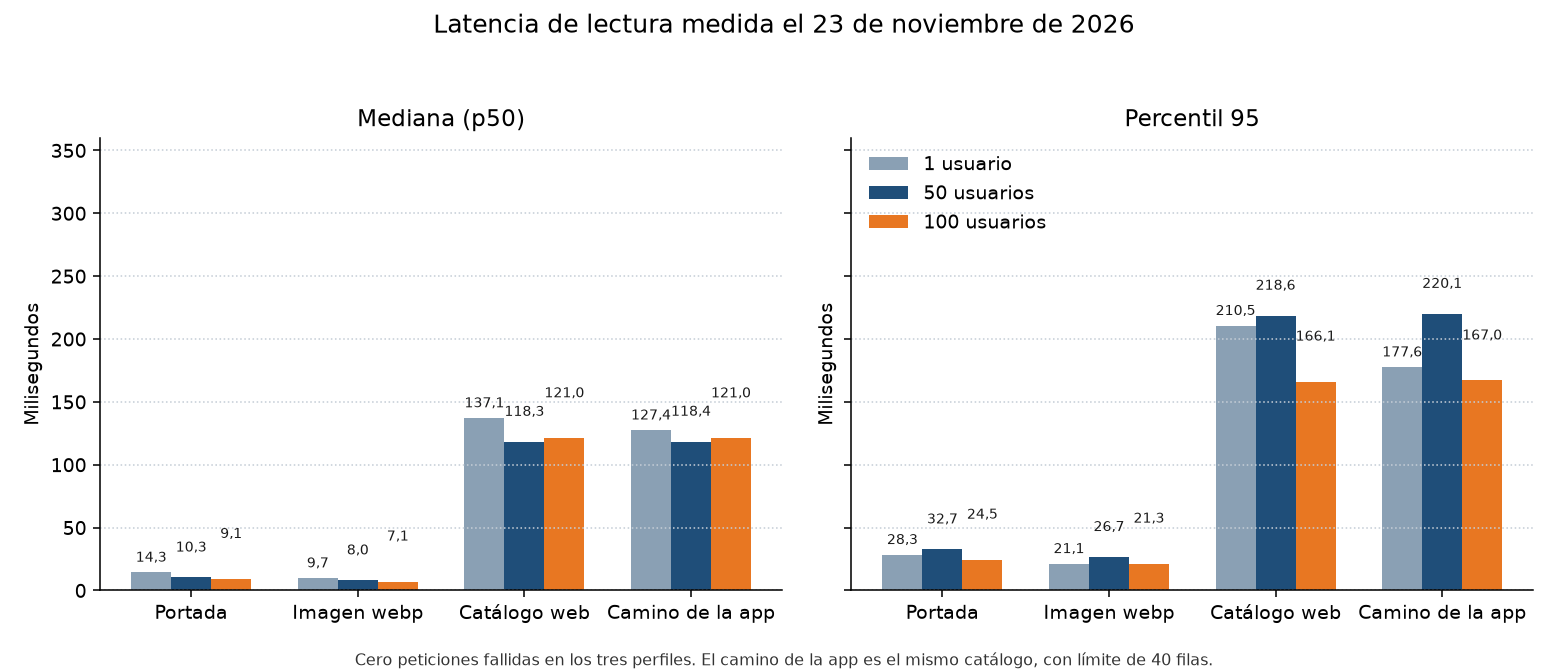 Latencia de lectura medida el 23 de noviembre de 2026
Mediana (p50)
Milisegundos
350
300
250
200
150
100
50
0
14,3
10,3
9,1
9,7
8,0
7,1
137,1
118,3
121,0
127,4
118,4
121,0
Portada
Imagen webp
Catálogo web
Camino de la app
Percentil 95
Milisegundos
1 usuario
50 usuarios
100 usuarios
28,3
32,7
24,5
21,1
26,7
21,3
210,5
218,6
166,1
177,6
220,1
167,0
Portada
Imagen webp
Catálogo web
Camino de la app
Cero peticiones fallidas en los tres perfiles. El camino de la app es el mismo catálogo, con límite de 40 filas.